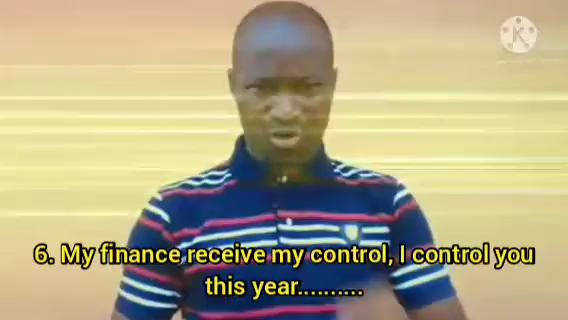 6. My finance receive my control, I control you
this year..........